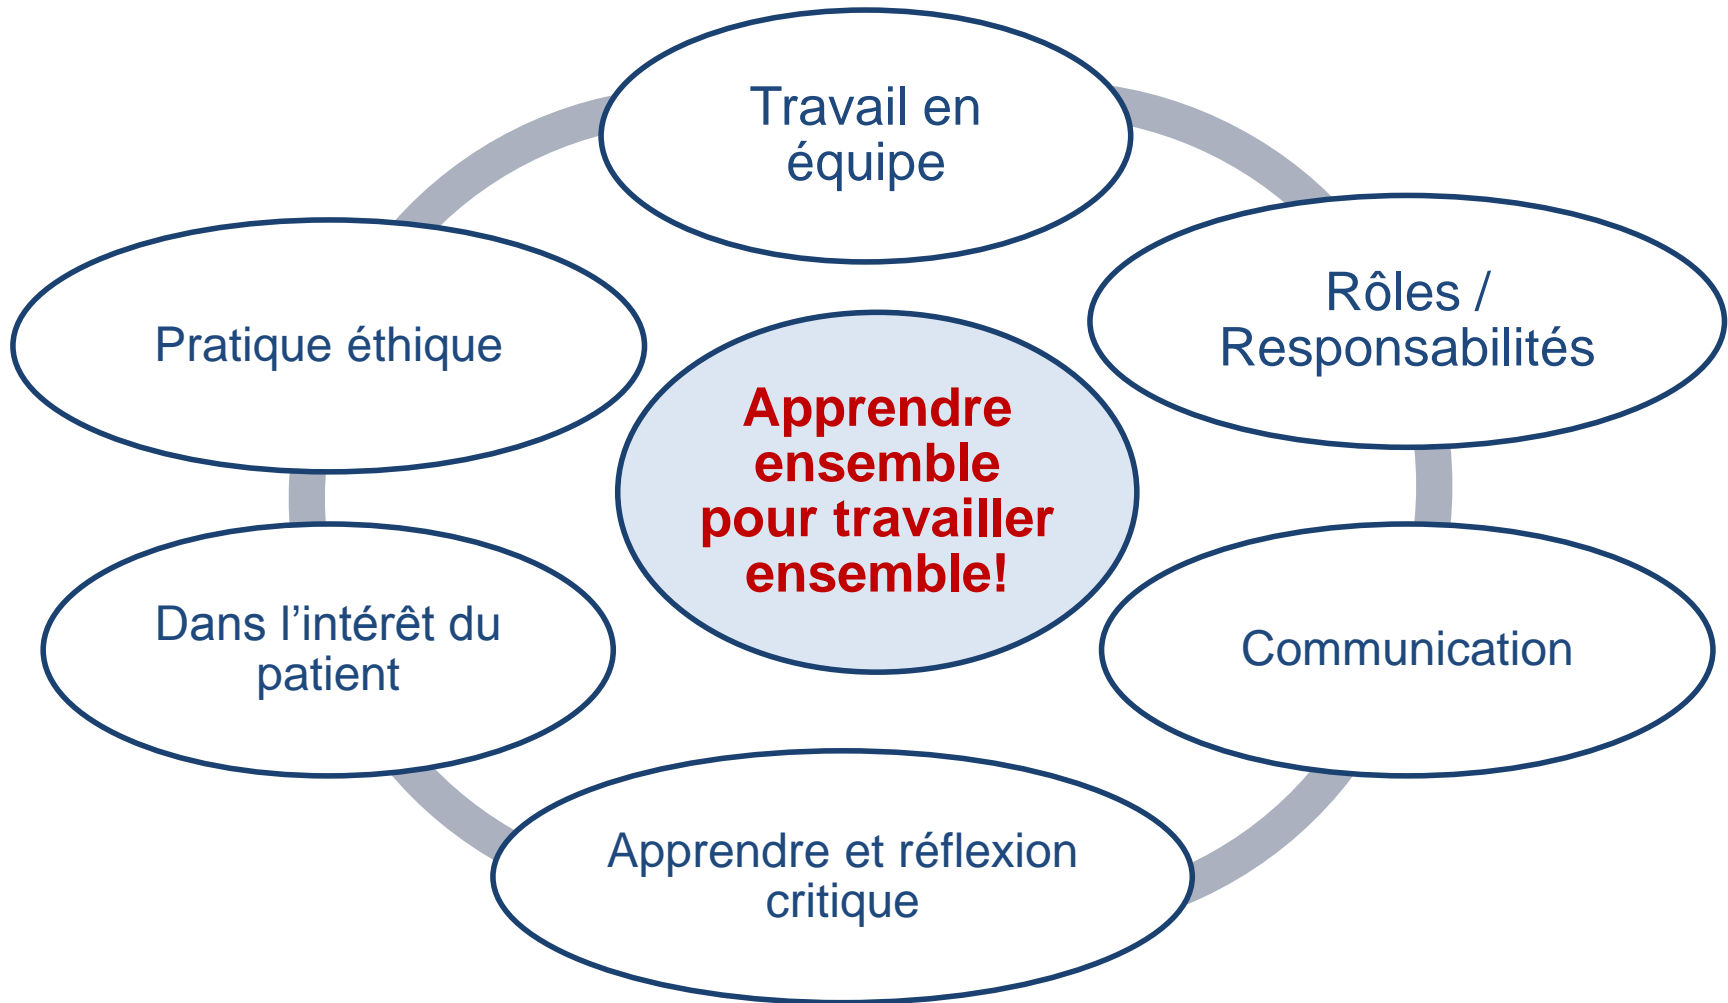 Travail en
équipe
Rôles /
Responsabilités
Pratique éthique
Apprendre
ensemble
pour travailler
ensemble!
Dans l’intérêt du
patient
Communication
Apprendre et réflexion
critique